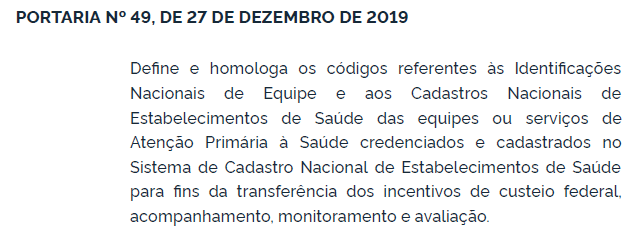 PORTARIA Nº 49, DE 27 DE DEZEMBRO DE 2019
Define e homologa os códigos referentes às Identificações
Nacionais de Equipe e aos Cadastros Nacionais de
Estabelecimentos de Saúde das equipes ou serviços de
Atenção Primária à Saúde credenciados e cadastrados no
Sistema de Cadastro Nacional de Estabelecimentos de Saúde
para fins da transferência dos incentivos de custeio federal,
acompanhamento, monitoramento e avaliação.